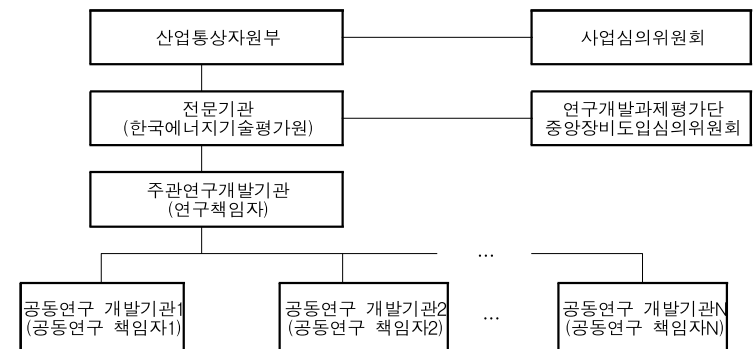 산업통상자원부
사업심의위원회
전문기관
(한국에너지기술평가원)
연구개발과제평가단
중앙장비도입심의위원회
주관연구개발기관
(연구책임자)
...
공동연구 개발기관1
(공동연구 책임자1)
공동연구 개발기관2
(공동연구 책임자2)
...
공동연구 개발기관N
(공동연구 책임자N)